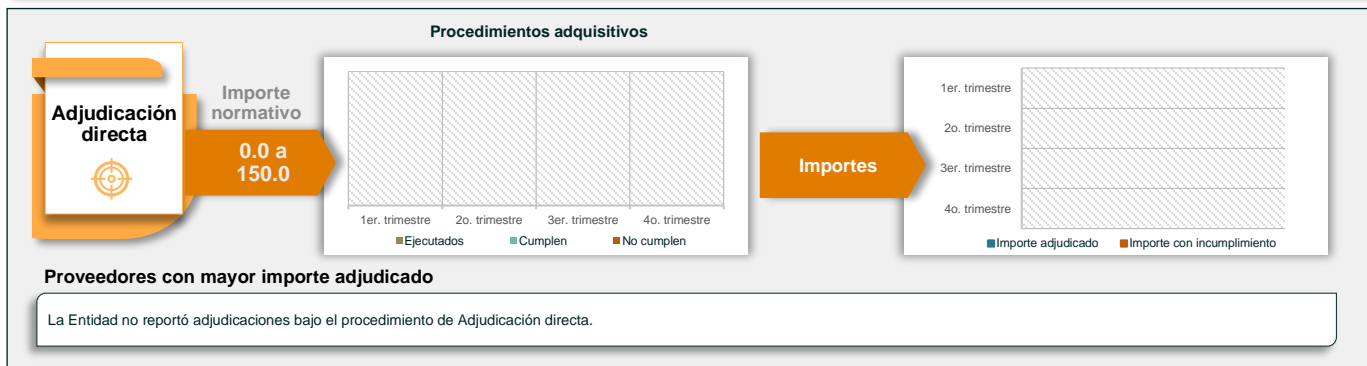 Procedimientos adquisitivos
Adjudicación
directa
Importe
normativo
0.0 a
150.0
1er. trimestre 2o. trimestre 3er. trimestre 4o. trimestre
Ejecutados Cumplen No cumplen
Importes
1er. trimestre
2o. trimestre
3er. trimestre
4o. trimestre
Importe adjudicado Importe con incumplimiento
Proveedores con mayor importe adjudicado
La Entidad no reportó adjudicaciones bajo el procedimiento de Adjudicación directa.